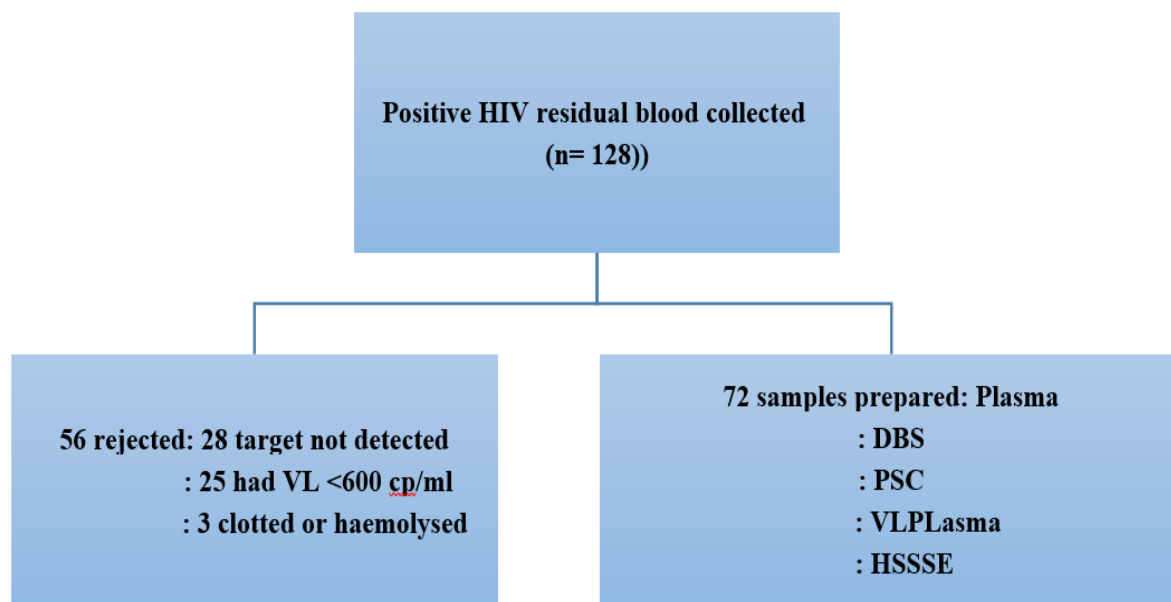 Positive HIV residual blood collected
(n= 128))
56 rejected: 28 target not detected
: 25 had VL <600 cp/ml
: 3 clotted or haemolysed
72 samples prepared: Plasma
: DBS
: PSC
: VLPLasma
: HSSSE